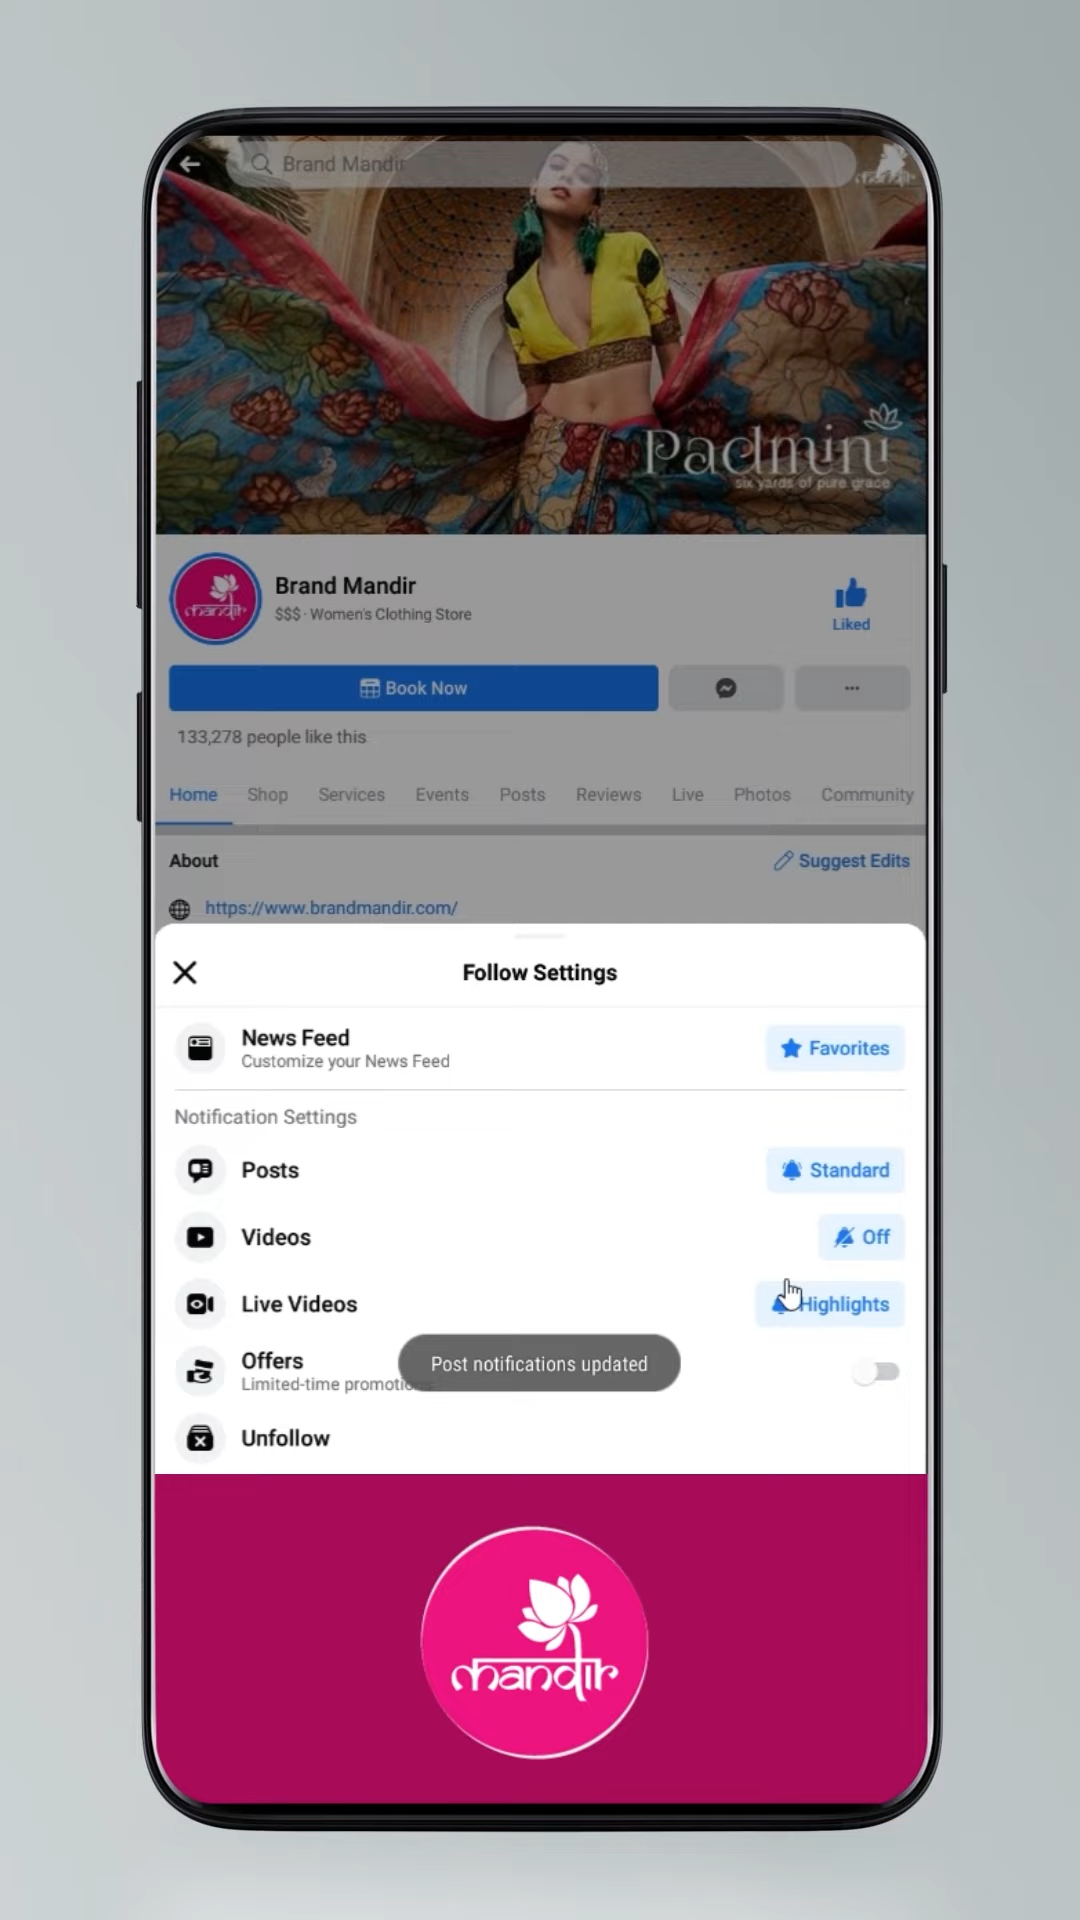 Brand Mandir
mandir
Padmini
six yards of pure grace
mandir
Brand Mandir
$$$ · Women's Clothing Store
Liked
Book Now
133,278 people like this
Home Shop Services Events Posts Reviews Live Photos Community
About
Suggest Edits
https://www.brandmandir.com/
Follow Settings
News Feed
Customize your News Feed
Favorites
Notification Settings
Posts
Standard
Videos
Off
Live Videos
Highlights
Offers
Limited-time promotions
Post notifications updated
Unfollow
mandir